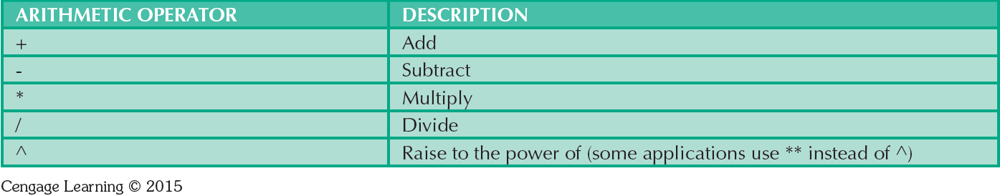 ARITHMETIC OPERATOR DESCRIPTION
+ Add
- Subtract
* Multiply
/ Divide
^ Raise to the power of (some applications use ** instead of ^)
Cengage Learning © 2015